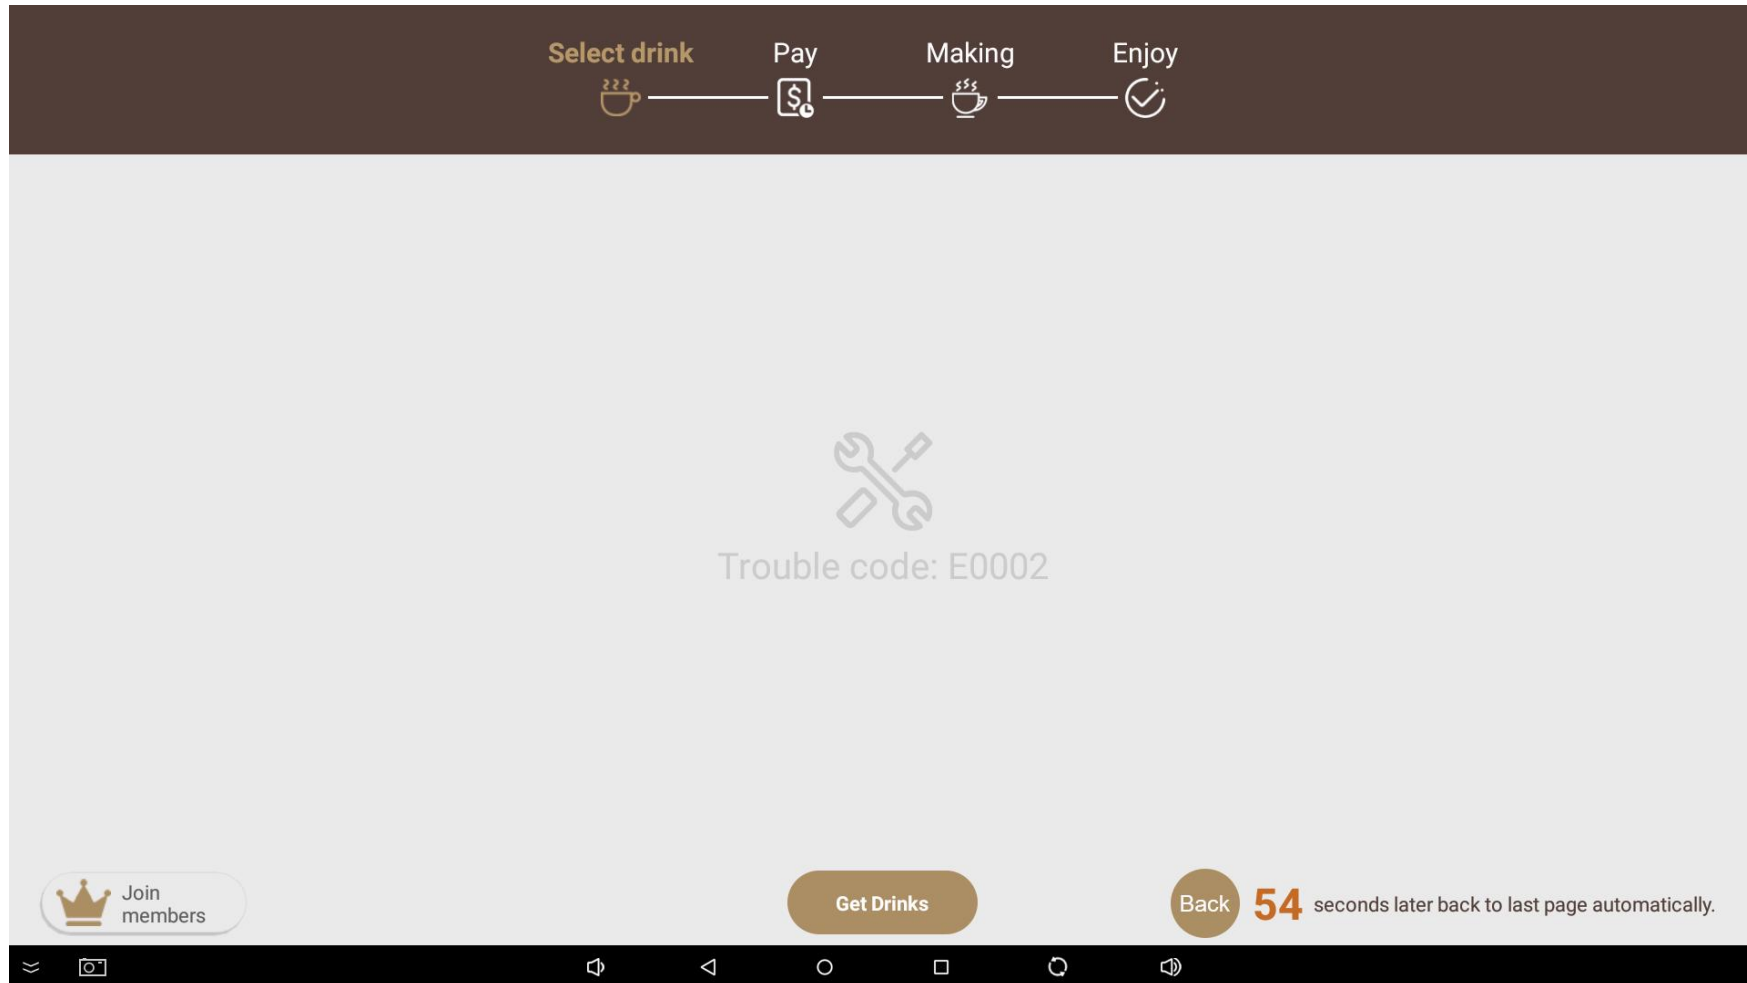 Select drink
Pay
Making
Enjoy
Trouble code: E0002
Join
members
Get Drinks
Back
54 seconds later back to last page automatically.